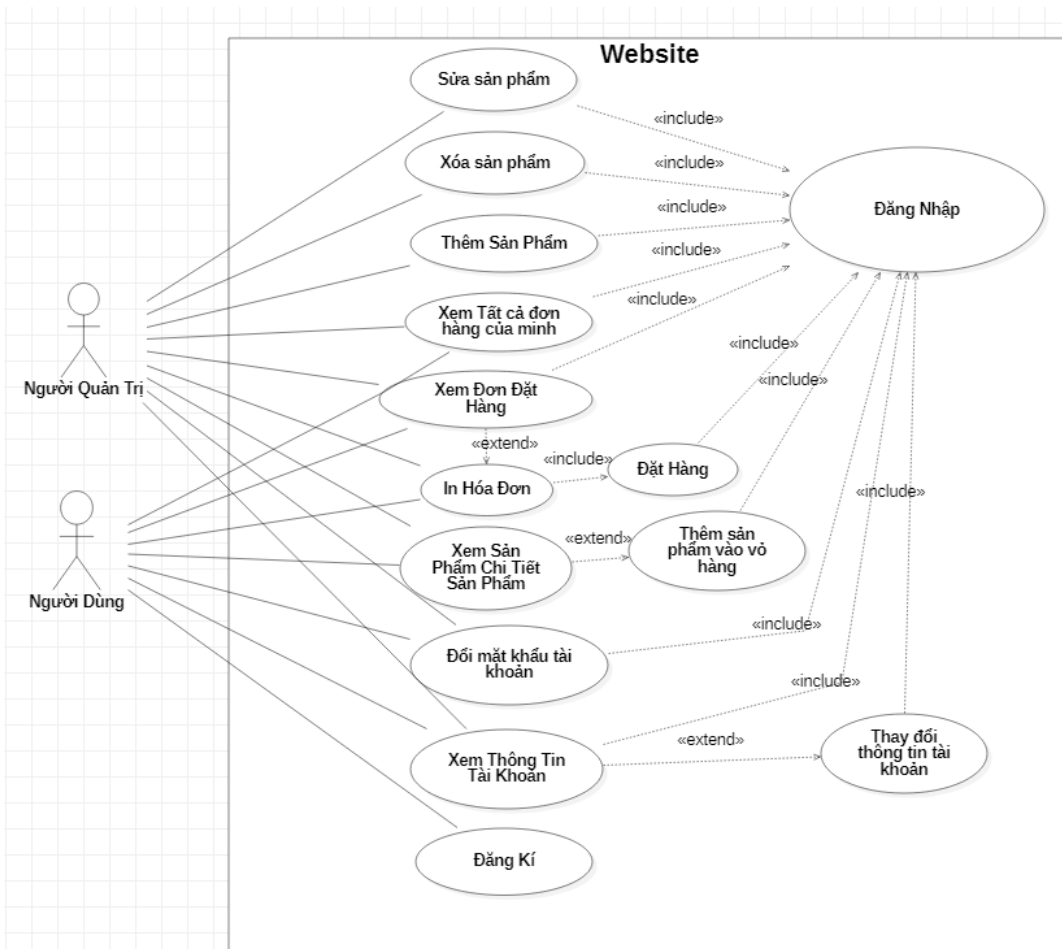 Website
Sửa sản phẩm
«include»
Xóa sản phẩm
«include»
Đăng Nhập
Thêm Sản Phẩm
«include»
«include»
Xem Tất cả đơn
hàng của minh
«include»
Người Quản Trị
Xem Đơn Đặt
Hàng
«include»
«include»
«extend»
«include»
Đặt Hàng
In Hóa Đơn
«include»
Xem Sản
Phẩm Chi Tiết
Sản Phẩm
«extend»
Thêm sản
phẩm vào vỏ
hàng
Người Dùng
«include»
Đổi mặt khẩu tài
khoản
«include»
Xem Thông Tin
Tài Khoản
«extend»
Thay đổi
thông tin tài
khoản
Đăng Kí